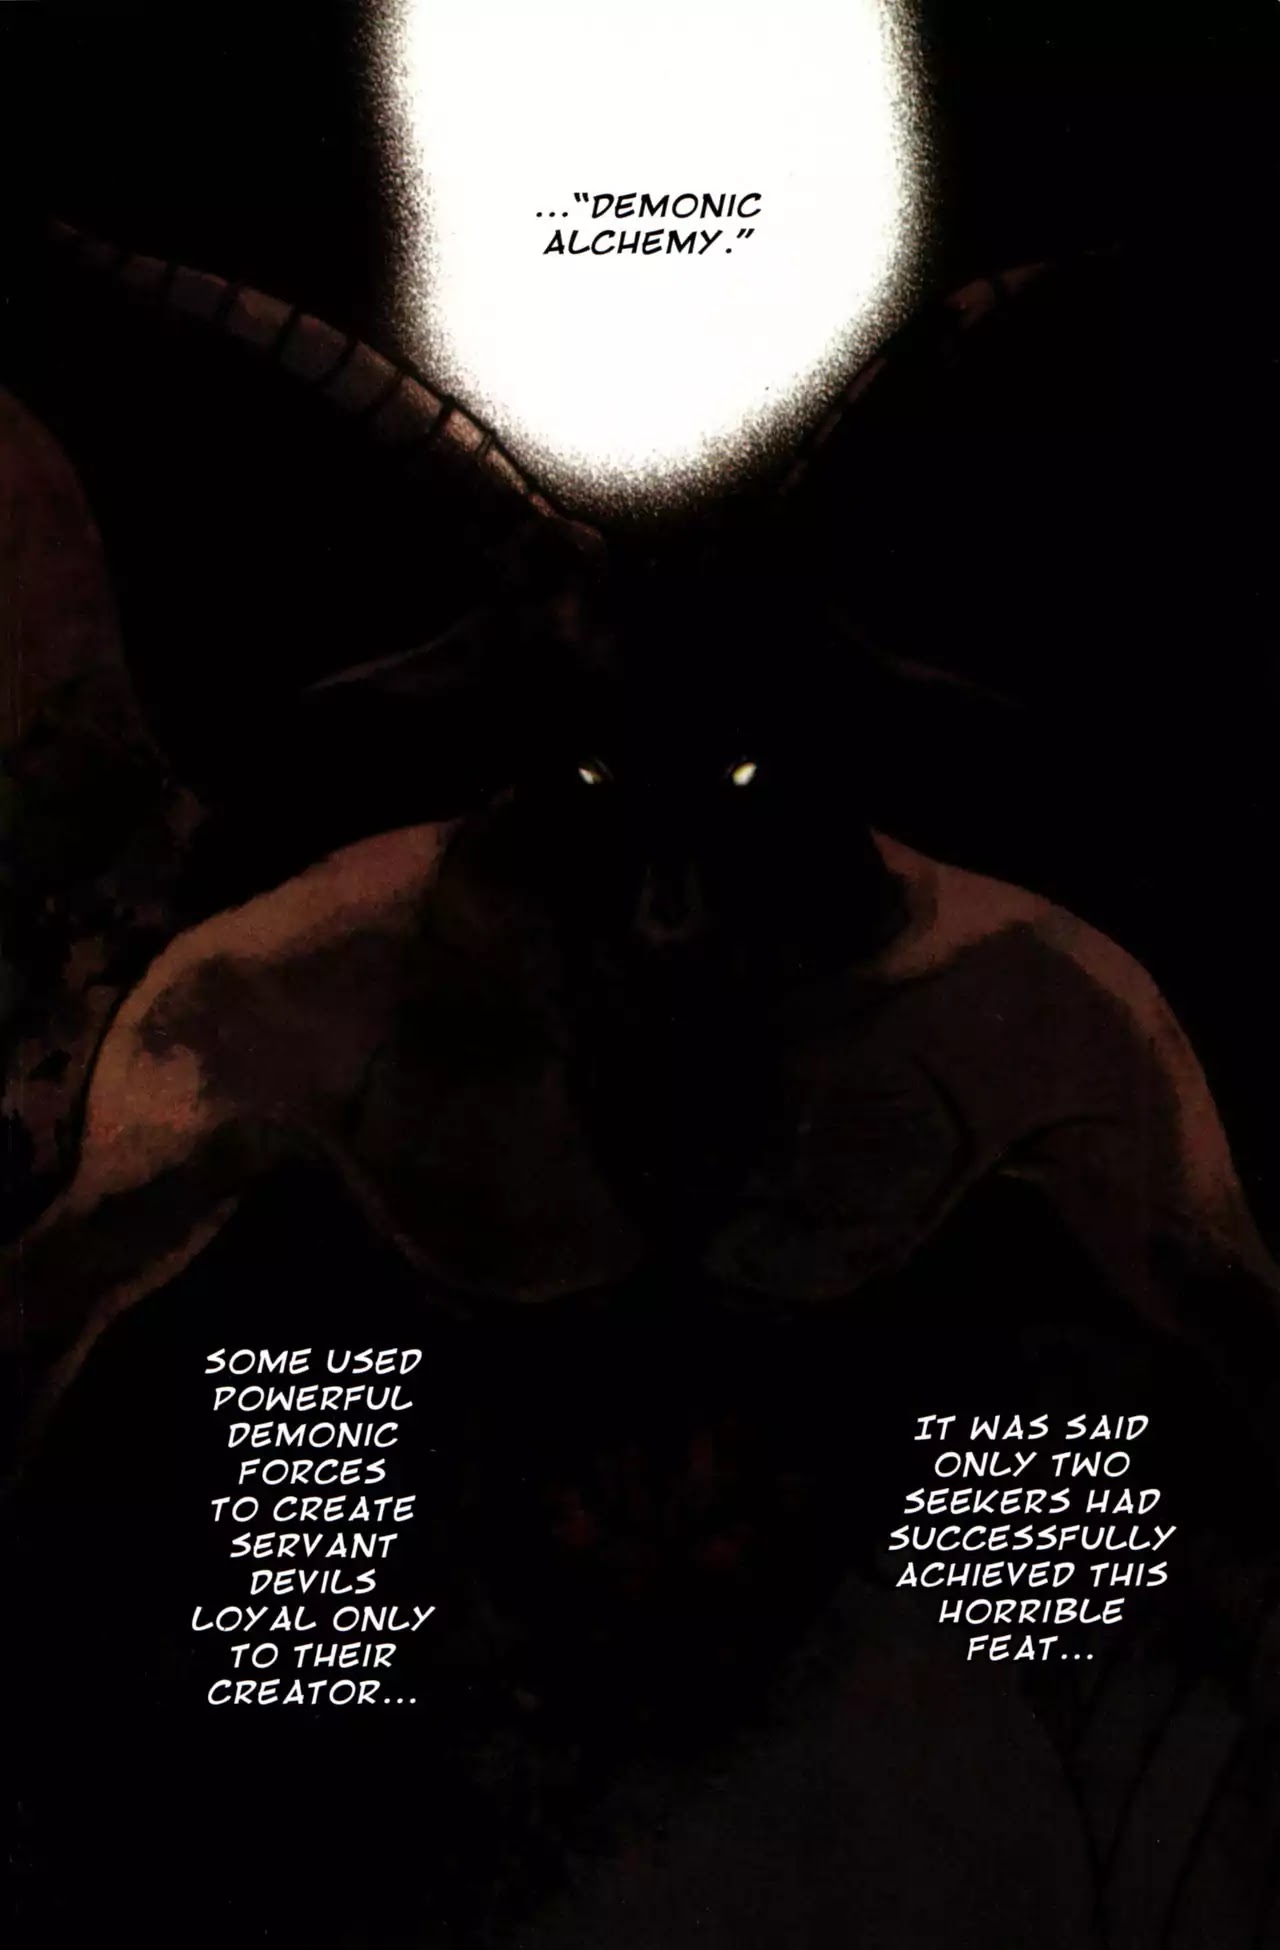 ..."DEMONIC
ALCHEMY."
SOME USED
POWERFUL
DEMONIC
FORCES
TO CREATE
SERVANT
DEVILS
LOYAL ONLY
TO THEIR
CREATOR...
IT WAS SAID
ONLY TWO
SEEKERS HAD
SUCCESSFULLY
ACHIEVED THIS
HORRIBLE
FEAT...